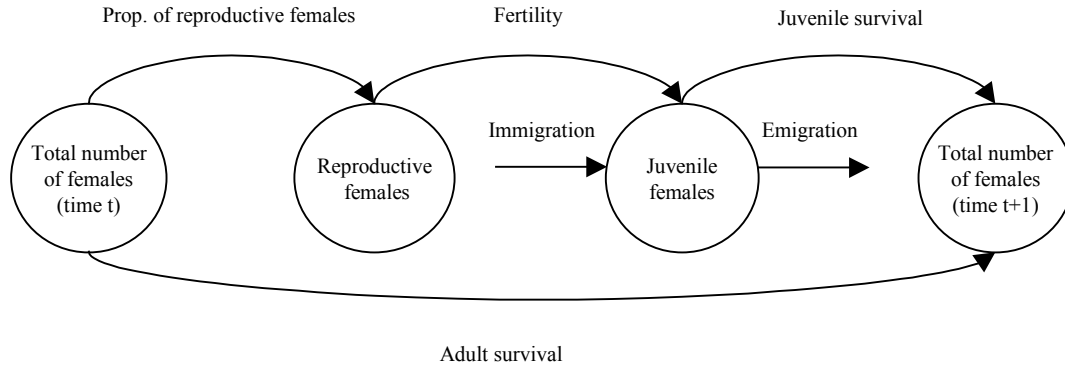 Prop. of reproductive females
Fertility
Juvenile survival
Total number
of females
(time t)
Reproductive
females
Immigration
Juvenile
females
Emigration
Total number
of females
(time t+1)
Adult survival